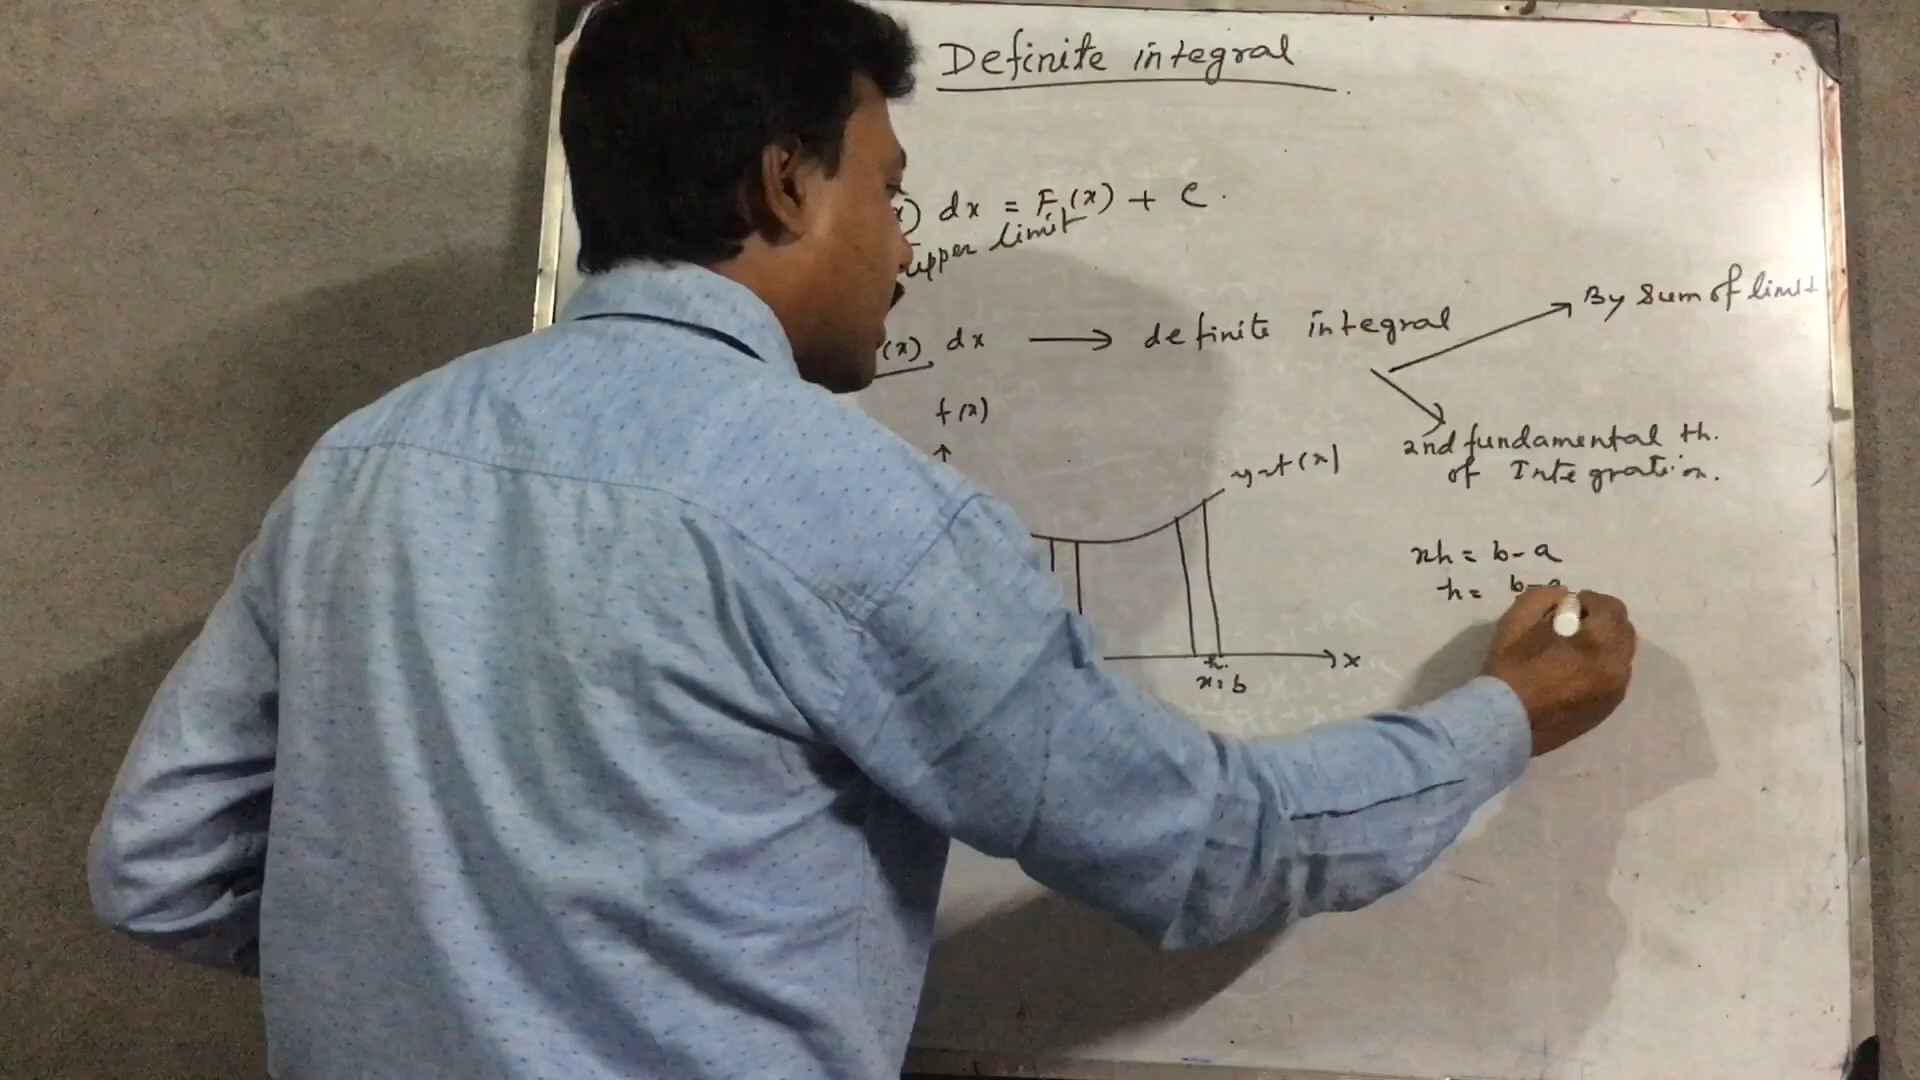 Definite integral
x) dx = F(x) + C.
upper limit
(x) dx → definite integral
By Sum of limit
f(x)
2nd fundamental th.
of Integration.
y=f(x)
nh = b-a
h = b-a
x
h
x=b